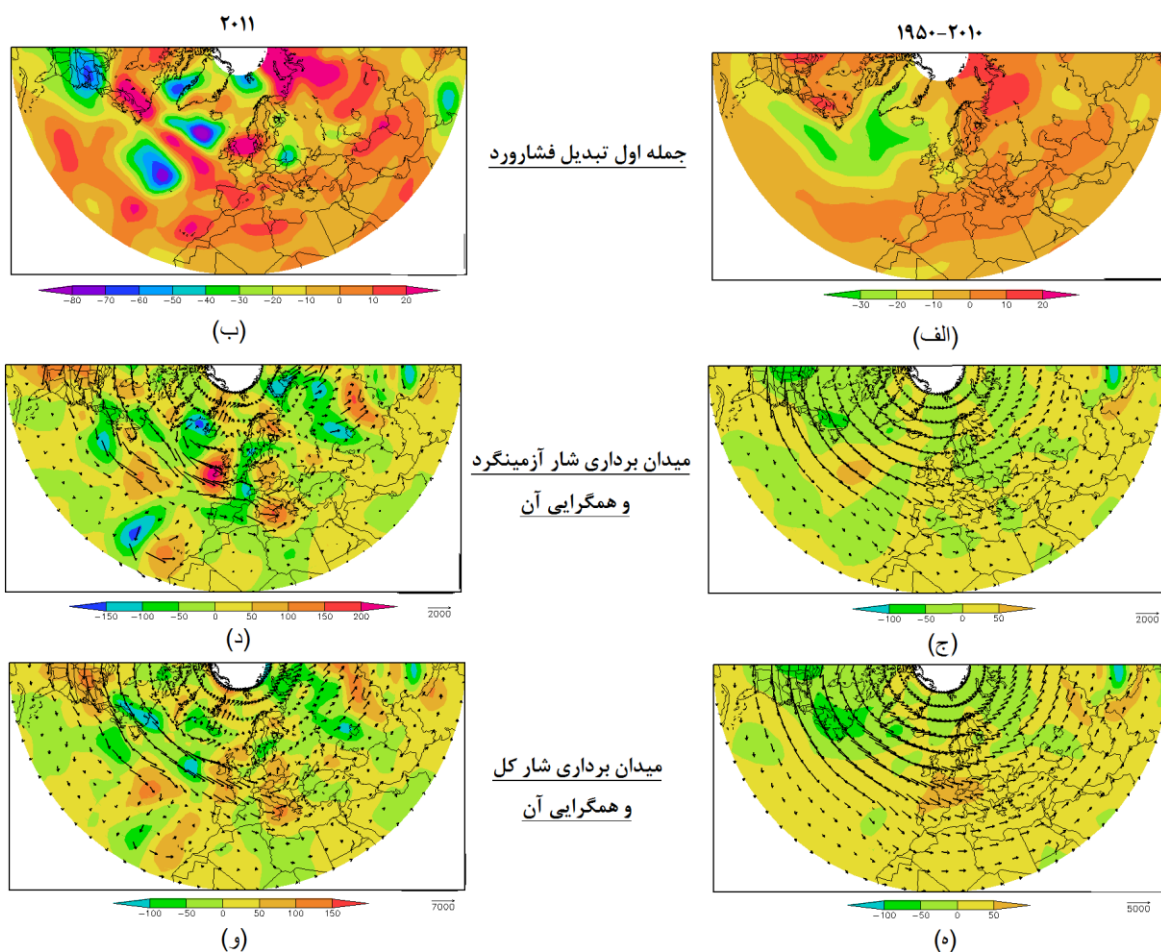 ۲۰۱۱
۱۹۵۰-۲۰۱۰
جمله اول تبدیل فشارورد
-80 -70 -60 -50 -40 -30 -20 -10 0 10 20
-30 -20 -10 0 10 20
(ب)
(الف)
میدان برداری شار آزمینگرد
و همگرایی آن
-150 -100 -50 0 50 100 150 200
2000
-100 -50 0 50
2000
(د)
(ج)
میدان برداری شار کل
و همگرایی آن
-100 -50 0 50 100 150
7000
-100 -50 0 50
5000
(و)
(ه)